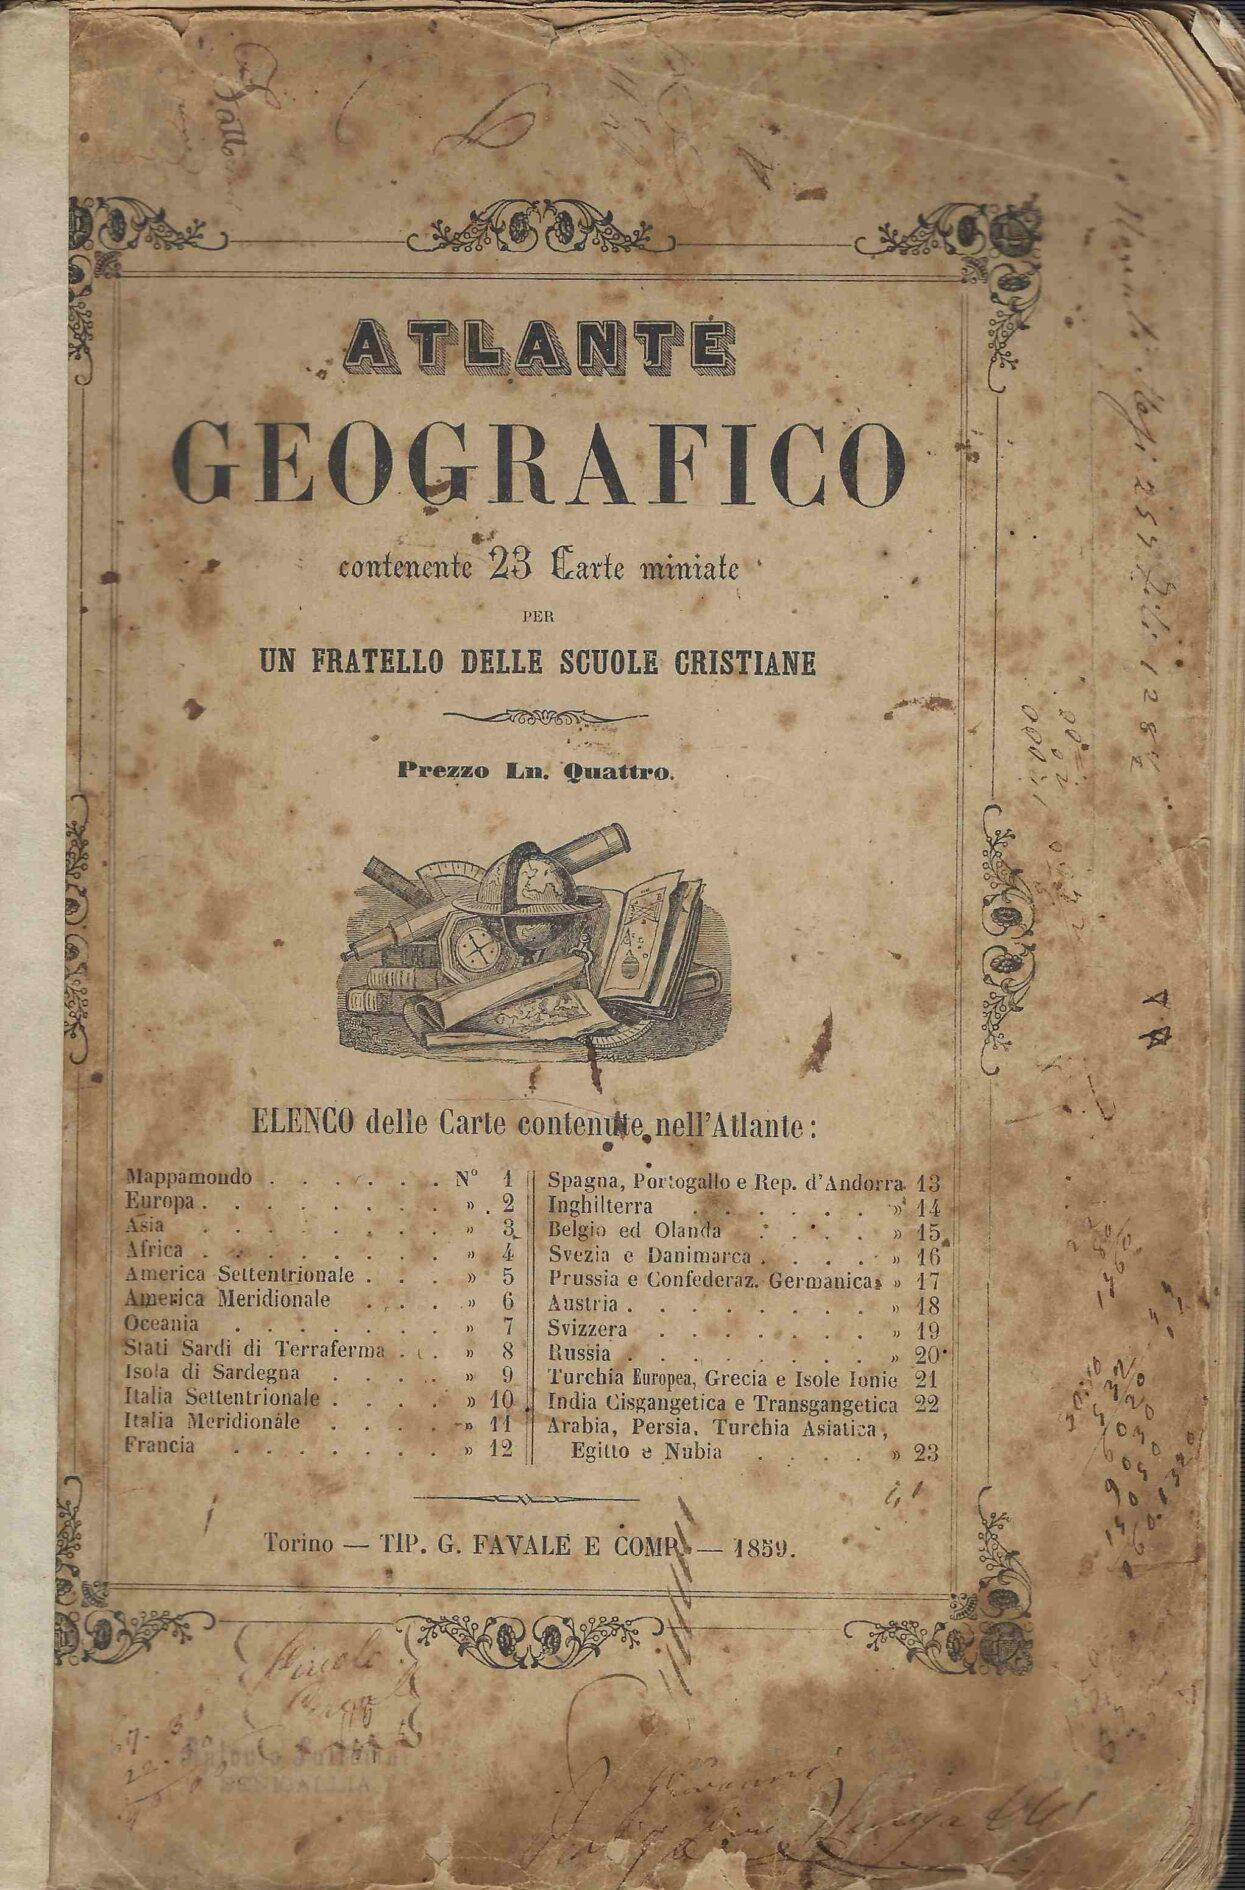 ATLANTE
GEOGRAFICO
contenente 23 Carte miniate
PER
UN FRATELLO DELLE SCUOLE CRISTIANE
Prezzo Ln. Quattro.
ELENCO delle Carte contenute nell'Atlante:
Mappamondo . . . . . . N° 1
Europa . . . . . . . . » 2
Asia . . . . . . . » 3
Africa . . . . . . . . » 4
America Settentrionale . . . » 5
America Meridionale . . . » 6
Oceania . . . . . . . » 7
Stati Sardi di Terraferma . . » 8
Isola di Sardegna . . . . » 9
Italia Settentrionale . . . . » 10
Italia Meridionale . . . . » 11
Francia . . . . . . . » 12
Spagna, Portogallo e Rep. d'Andorra 13
Inghilterra . . . . . . » 14
Belgio ed Olanda . . . . » 15
Svezia e Danimarca . . . . » 16
Prussia e Confederaz. Germanica » 17
Austria . . . . . . . . » 18
Svizzera . . . . . . . » 19
Russia . . . . . . . . » 20
Turchia Europea, Grecia e Isole Ionie 21
India Cisgangetica e Transgangetica 22
Arabia, Persia, Turchia Asiatica,
Egitto e Nubia . . . . » 23
Torino — TIP. G. FAVALE E COMP. — 1859.